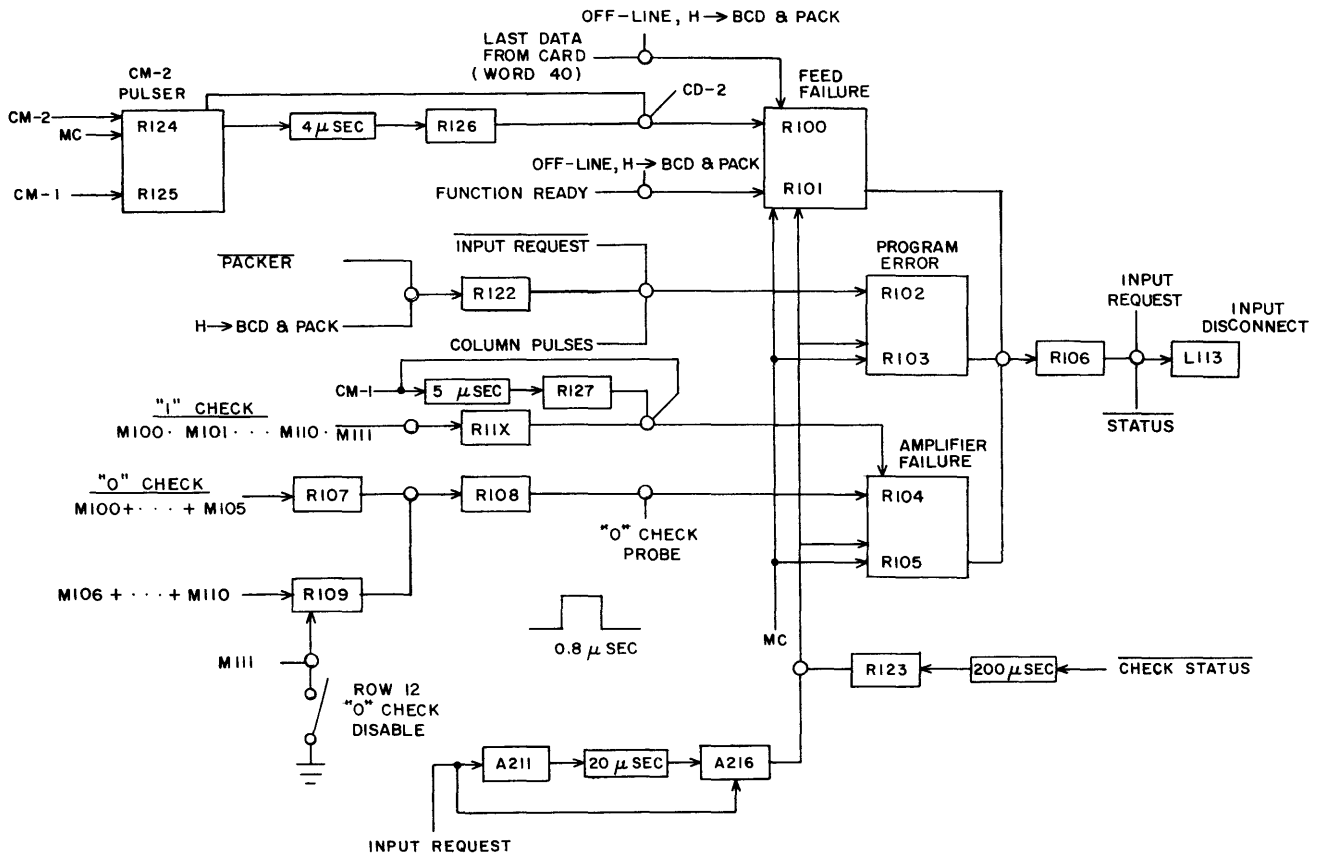 OFF-LINE, H→BCD & PACK
LAST DATA
FROM CARD
(WORD 40)
CM-2
PULSER
FEED
FAILURE
CD-2
CM-2
MC
CM-1
R124
R125
4 μ SEC
R126
R100
R101
OFF-LINE, H→BCD & PACK
FUNCTION READY
INPUT REQUEST
PROGRAM
ERROR
PACKER
R122
R102
R103
INPUT
REQUEST
INPUT
DISCONNECT
H→BCD & PACK
COLUMN PULSES
R106
L113
CM-1
5 μSEC
R127
STATUS
"1" CHECK
M100· M101 · · · M110 · M111
R11X
AMPLIFIER
FAILURE
"0" CHECK
M100+ · · · + M105
R107
R108
R104
R105
"0" CHECK
PROBE
M106 + · · · + M110
R109
0.8 μ SEC
MC
M111
ROW 12
"0" CHECK
DISABLE
R123
200 μSEC
CHECK STATUS
A211
20 μ SEC
A216
INPUT REQUEST